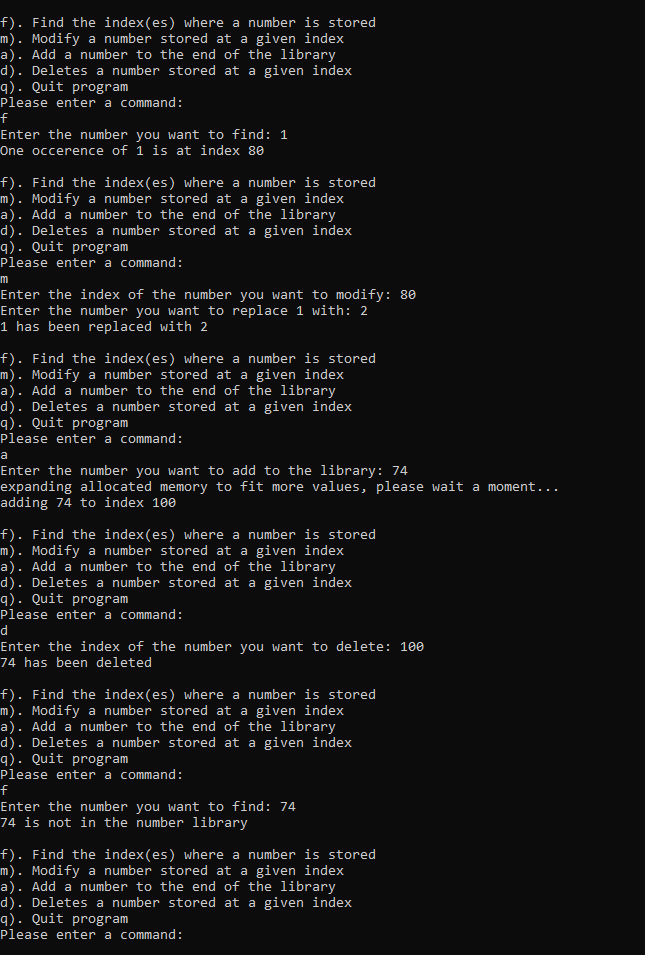 f). Find the index(es) where a number is stored
m). Modify a number stored at a given index
a). Add a number to the end of the library
d). Deletes a number stored at a given index
q). Quit program
Please enter a command:
f
Enter the number you want to find: 1
One occerence of 1 is at index 80
f). Find the index(es) where a number is stored
m). Modify a number stored at a given index
a). Add a number to the end of the library
d). Deletes a number stored at a given index
q). Quit program
Please enter a command:
m
Enter the index of the number you want to modify: 80
Enter the number you want to replace 1 with: 2
1 has been replaced with 2
f). Find the index(es) where a number is stored
m). Modify a number stored at a given index
a). Add a number to the end of the library
d). Deletes a number stored at a given index
q). Quit program
Please enter a command:
a
Enter the number you want to add to the library: 74
expanding allocated memory to fit more values, please wait a moment...
adding 74 to index 100
f). Find the index(es) where a number is stored
m). Modify a number stored at a given index
a). Add a number to the end of the library
d). Deletes a number stored at a given index
q). Quit program
Please enter a command:
d
Enter the index of the number you want to delete: 100
74 has been deleted
f). Find the index(es) where a number is stored
m). Modify a number stored at a given index
a). Add a number to the end of the library
d). Deletes a number stored at a given index
q). Quit program
Please enter a command:
f
Enter the number you want to find: 74
74 is not in the number library
f). Find the index(es) where a number is stored
m). Modify a number stored at a given index
a). Add a number to the end of the library
d). Deletes a number stored at a given index
q). Quit program
Please enter a command: